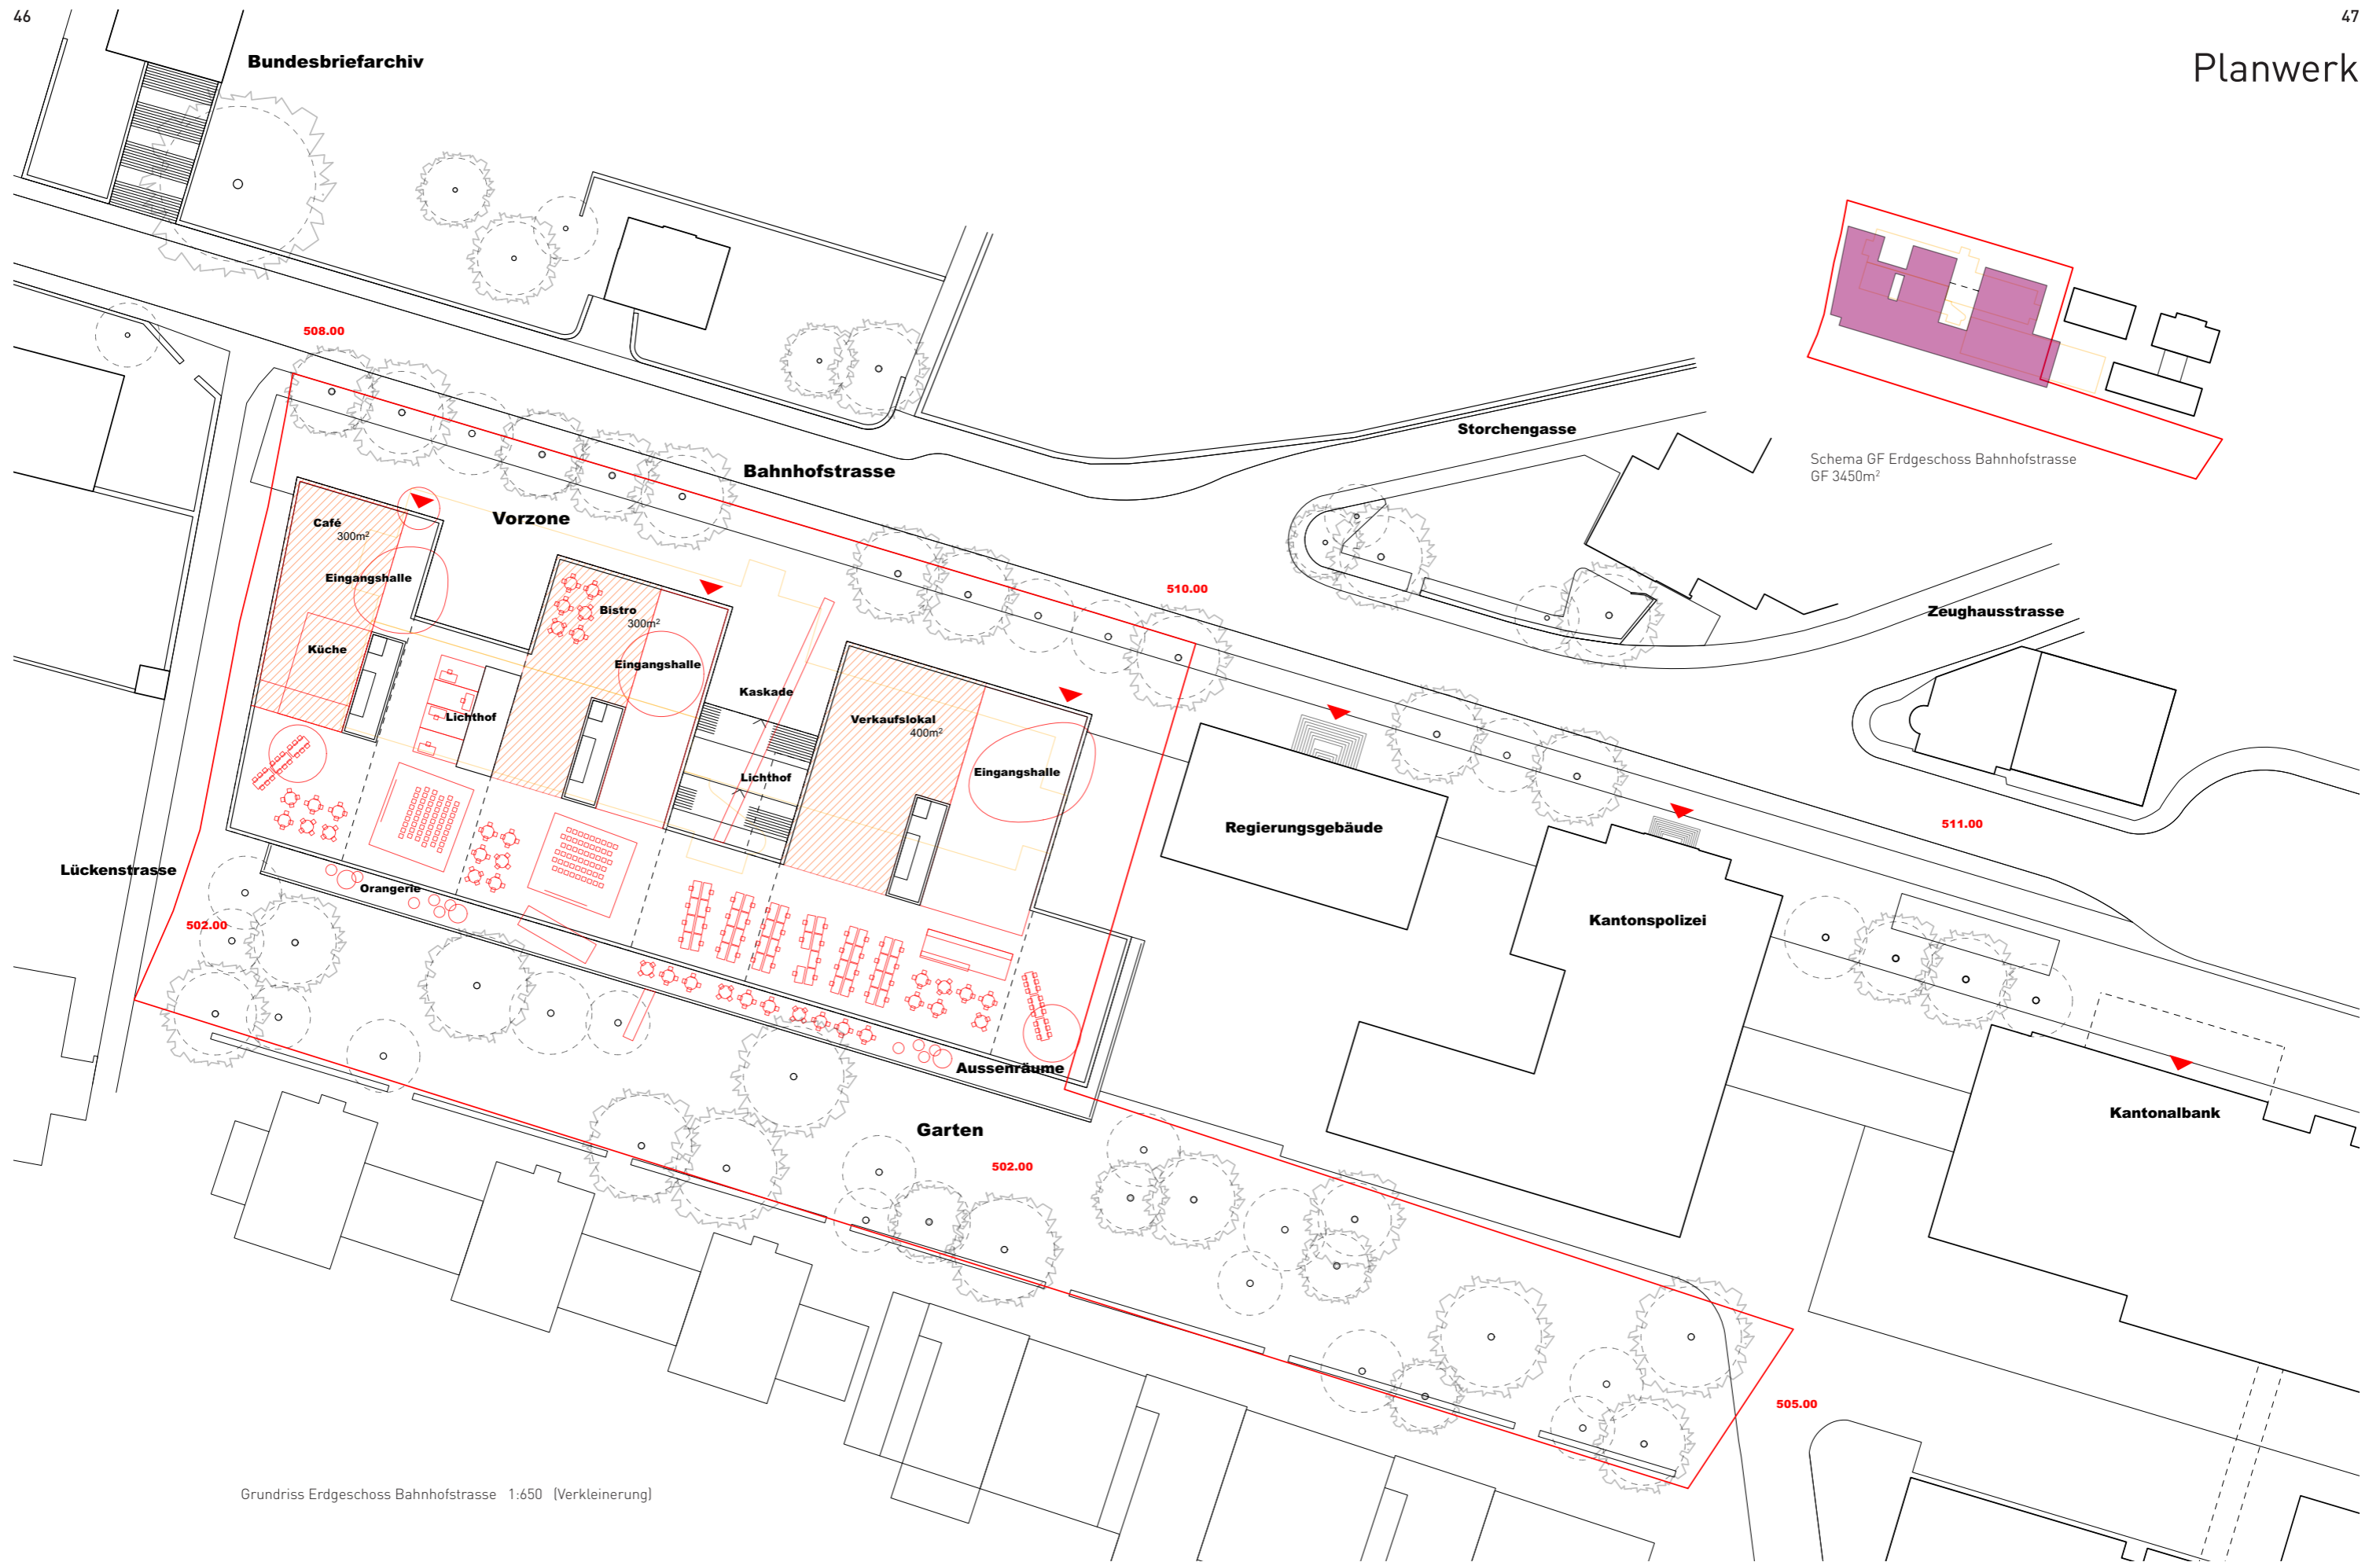 46
47
Planwerk
Bundesbriefarchiv
508.00
Storchengasse
Schema GF Erdgeschoss Bahnhofstrasse
GF 3450m²
Bahnhofstrasse
Vorzone
Café
300m²
Eingangshalle
510.00
Bistro
300m²
Zeughausstrasse
Küche
Eingangshalle
Kaskade
Lichthof
Verkaufslokal
400m²
Lichthof
Eingangshalle
Regierungsgebäude
511.00
Lückenstrasse
Orangerie
Kantonspolizei
502.00
Aussenräume
Kantonalbank
Garten
502.00
505.00
Grundriss Erdgeschoss Bahnhofstrasse 1:650 (Verkleinerung)